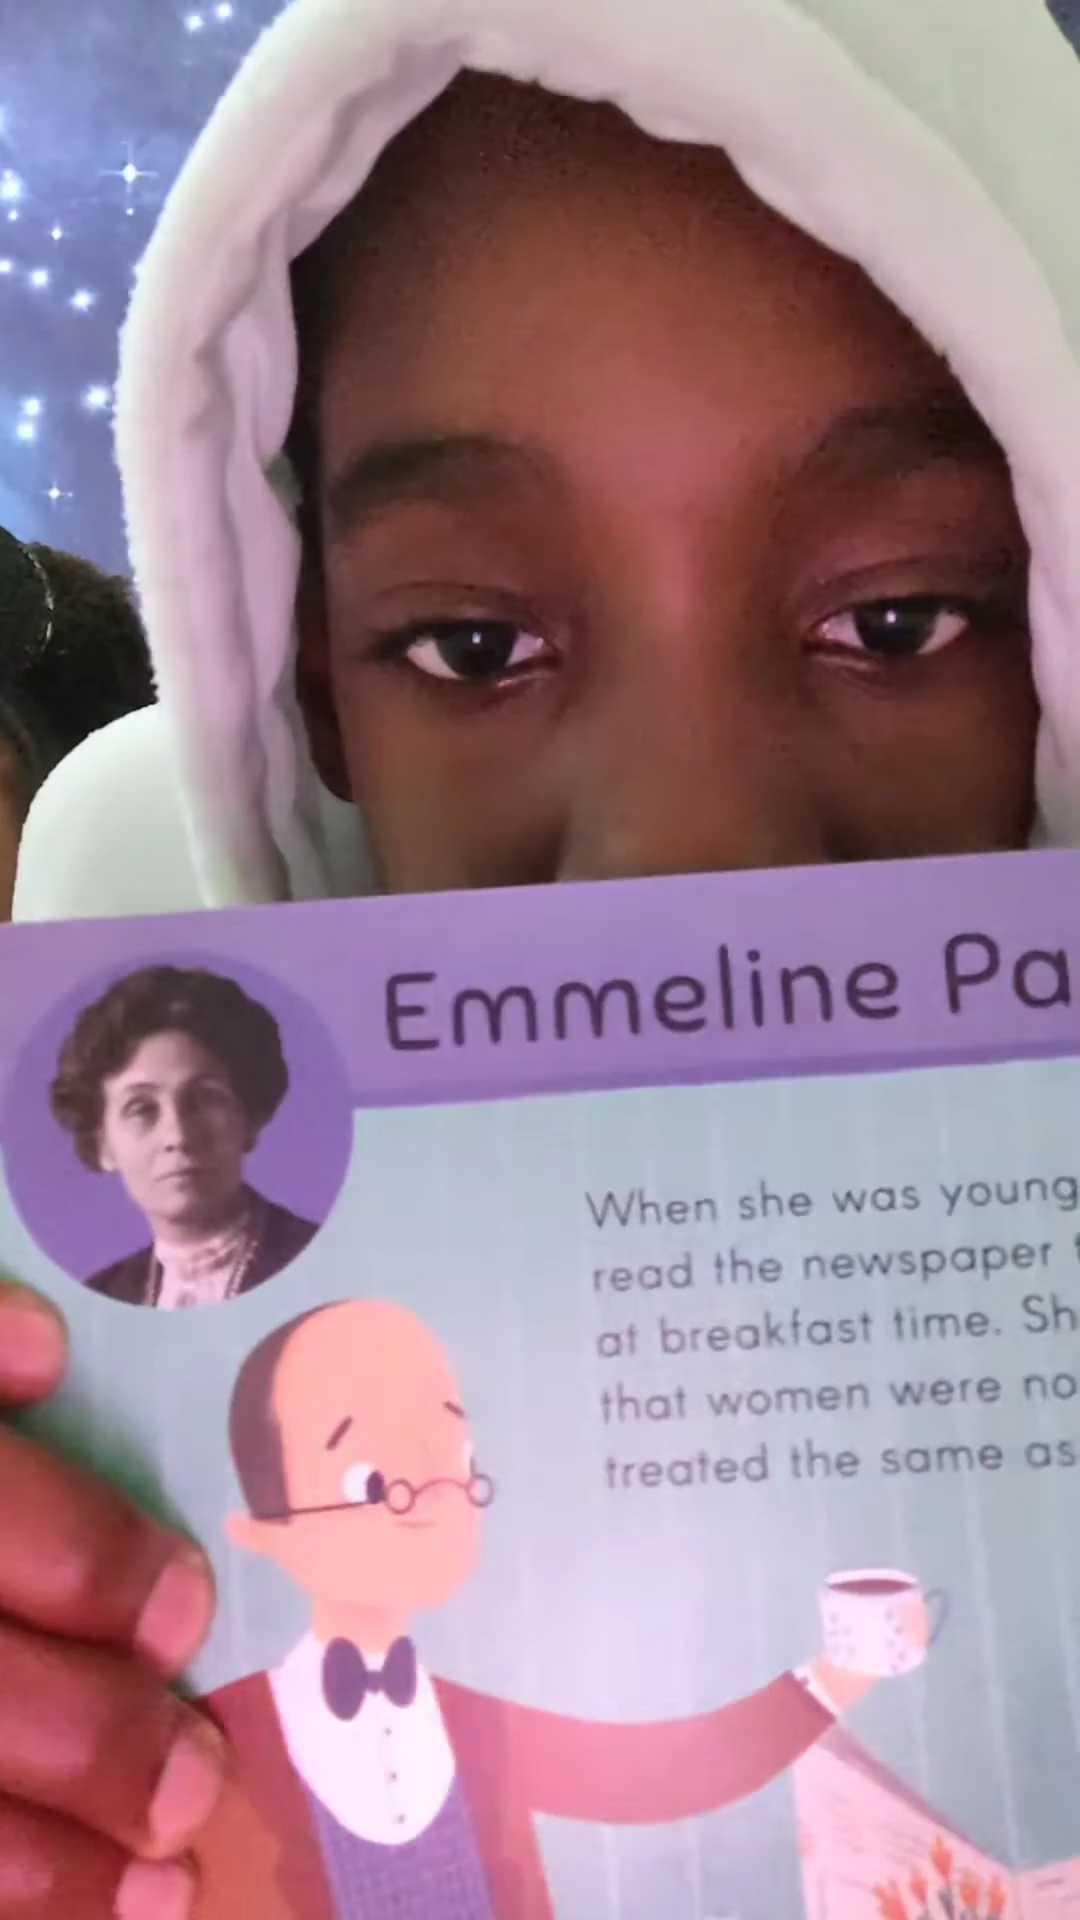 Emmeline Pa
When she was young
read the newspaper t
at breakfast time. Sh
that women were no
treated the same as